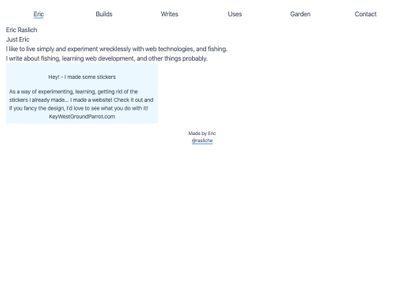 Eric Builds Writes Uses Garden Contact
Eric Raslich
Just Eric
I like to live simply and experiment wrecklessly with web technologies, and fishing.
I write about fishing, learning web development, and other things probably.
Hey! - I made some stickers
As a way of experimenting, learning, getting rid of the
stickers I already made... I made a website! Check it out and
if you fancy the design, I'd love to see what you do with it!
KeyWestGroundParrot.com
Made by Eric
@rasliche